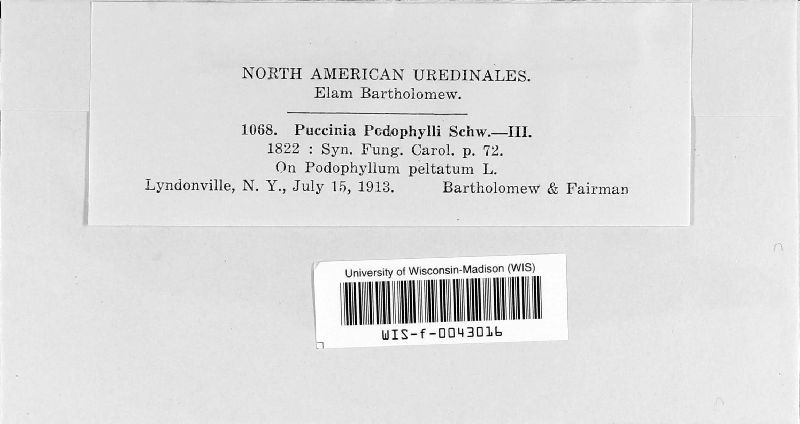 NORTH AMERICAN UREDINALES.
Elam Bartholomew.
1068. Puccinia Podophylli Schw.—III.
1822 : Syn. Fung. Carol. p. 72.
On Podophyllum peltatum L.
Lyndonville, N. Y., July 15, 1913. Bartholomew & Fairman
University of Wisconsin-Madison (WIS)
WIS-f-0043016